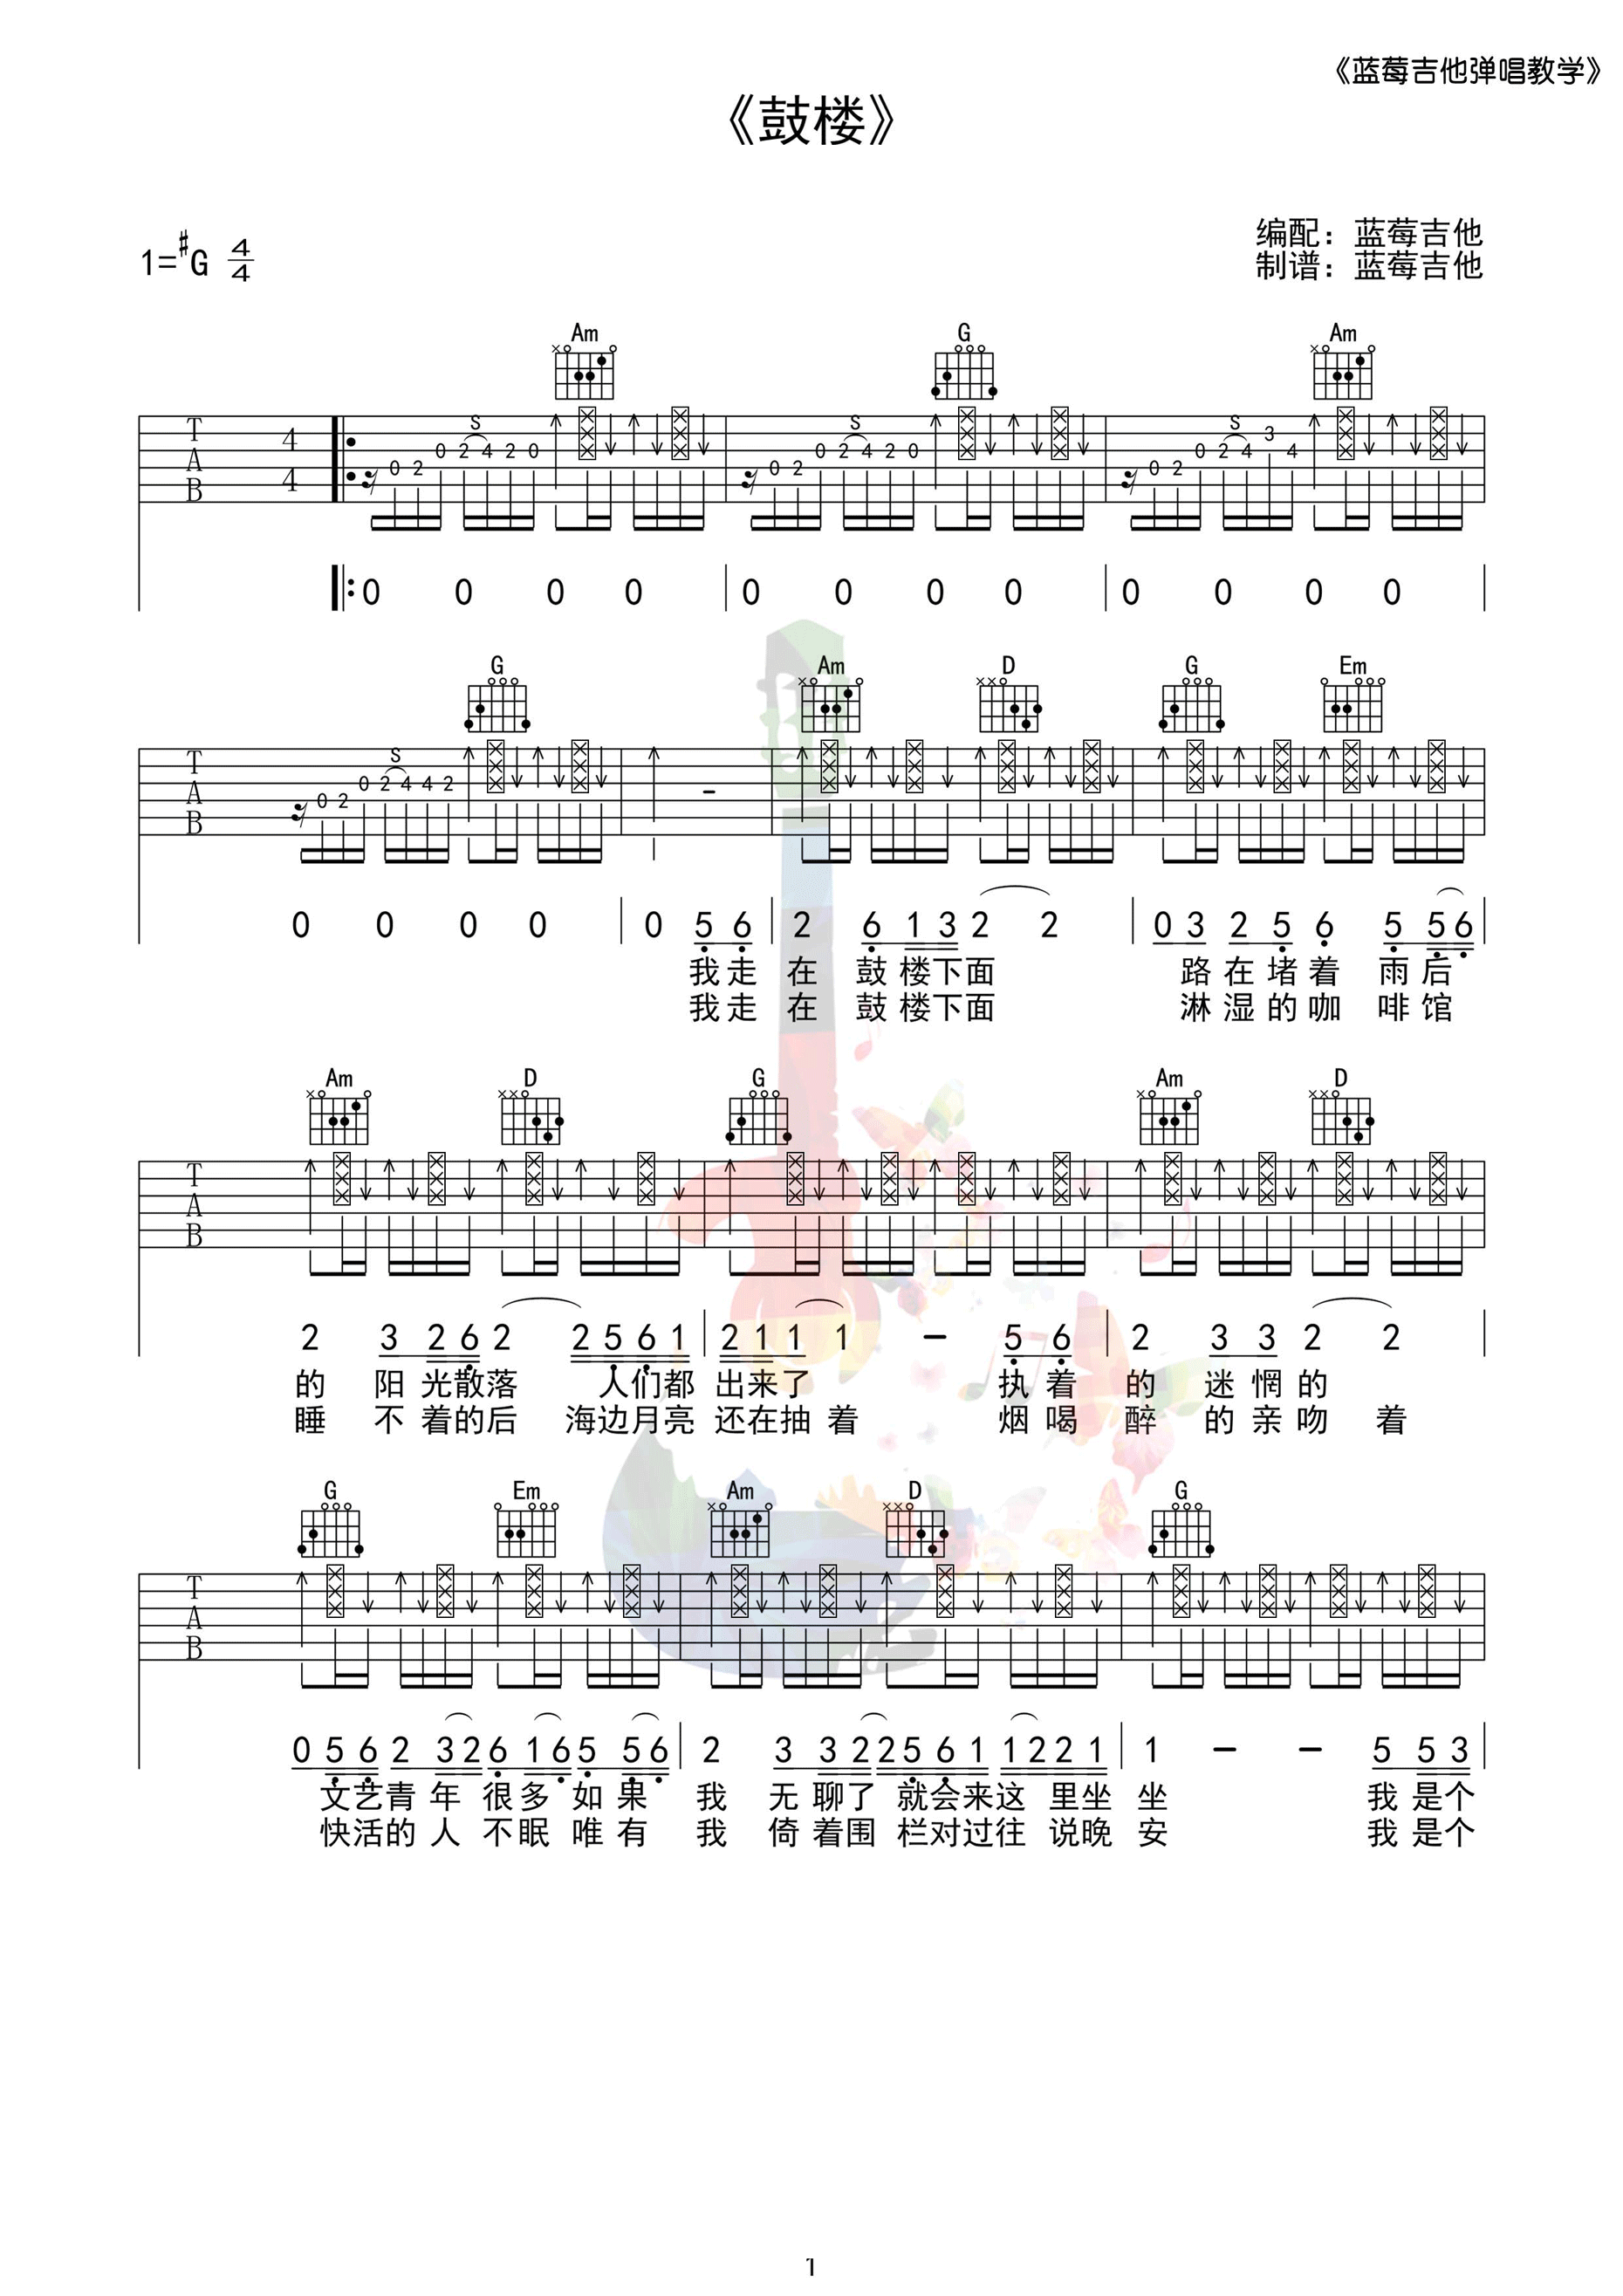 《蓝莓吉他弹唱教学》
《鼓楼》
1=#G 4/4
编配：蓝莓吉他
制谱：蓝莓吉他
Am G Am
S S S
T A B 4 4 0 2 0 2 4 2 0 0 2 0 2 4 2 0 0 2 0 2 4 3 4
0 0 0 0 0 0 0 0 0 0 0 0
G Am D G Em
S
T A B 0 2 0 2 4 4 2 -
0 0 0 0 0 5 6 2 6 1 3 2 2 0 3 2 5 6 5 5 6
我走在 鼓楼下面 路在堵着 雨后
我走在 鼓楼下面 淋湿的咖 啡馆
Am D G Am D
T A B
2 3 2 6 2 2 5 6 1 2 1 1 1 - 5 6 2 3 3 2 2
的 阳光散落 人们都 出来了 执着 的 迷惘的
睡 不着的后 海边月亮 还在抽着 烟喝 醉 的亲吻 着
G Em Am D G
T A B
0 5 6 2 3 2 6 1 6 5 5 6 2 3 3 2 2 5 6 1 1 2 2 1 1 - - 5 5 3
文艺青年 很多 如果 我 无聊了 就会来这 里坐 坐 我是个
快活的人 不眠 唯有 我 倚着围 栏对过往 说晚 安 我是个
1